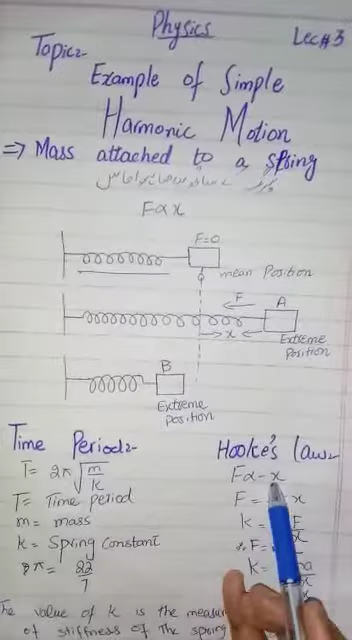 Physics
Lec#3
Topic:-
Example of Simple
Harmonic Motion
⇒ Mass attached to a spring
F∝x
F=0
mean Position
F
A
x
Extreme
Position
B
Extreme
Position
Time Period:-
T = 2π√(m/k)
T = Time period
m = mass
k = Spring Constant
π = 22/7
Hooke's Law:-
F∝-x
F = x
k = F/x
∴ F =
k =
The value of k is the measur
of stiffness of the spring